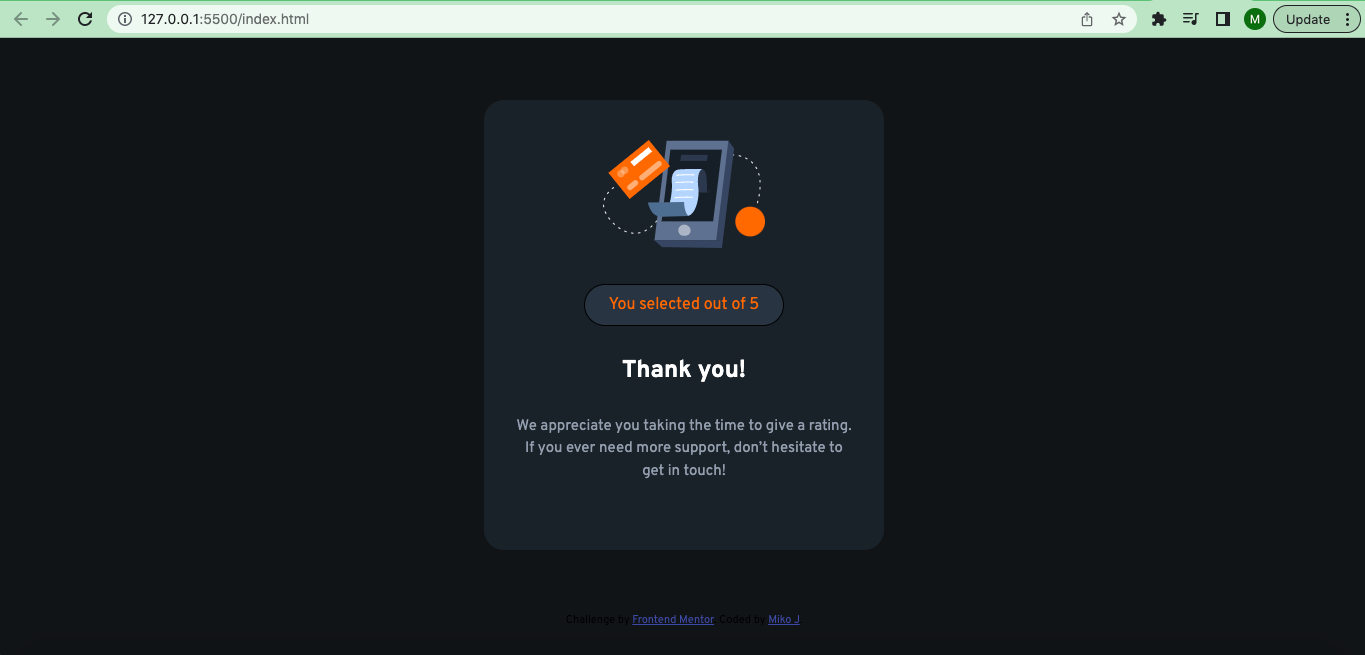 127.0.0.1:5500/index.html
M
Update
You selected out of 5
Thank you!
We appreciate you taking the time to give a rating.
If you ever need more support, don’t hesitate to
get in touch!
Challenge by Frontend Mentor. Coded by Miko J